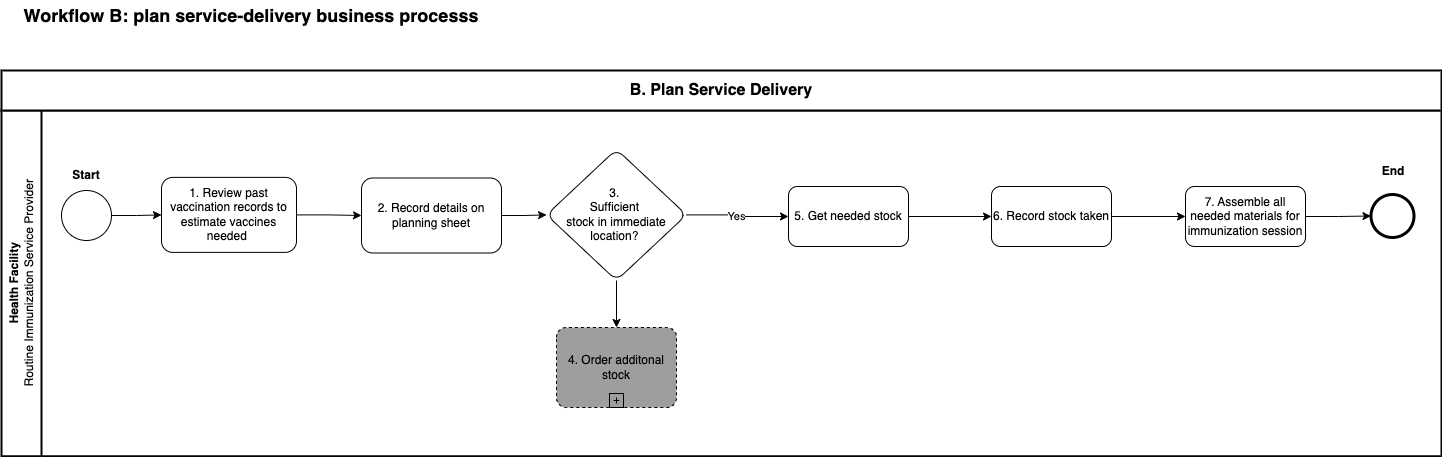 Workflow B: plan service-delivery business processs
B. Plan Service Delivery
Health Facility
Routine Immunization Service Provider
Start
1. Review past
vaccination records to
estimate vaccines
needed
2. Record details on
planning sheet
3.
Sufficient
stock in immediate
location?
Yes
5. Get needed stock
6. Record stock taken
7. Assemble all
needed materials for
immunization session
End
4. Order additonal
stock
+